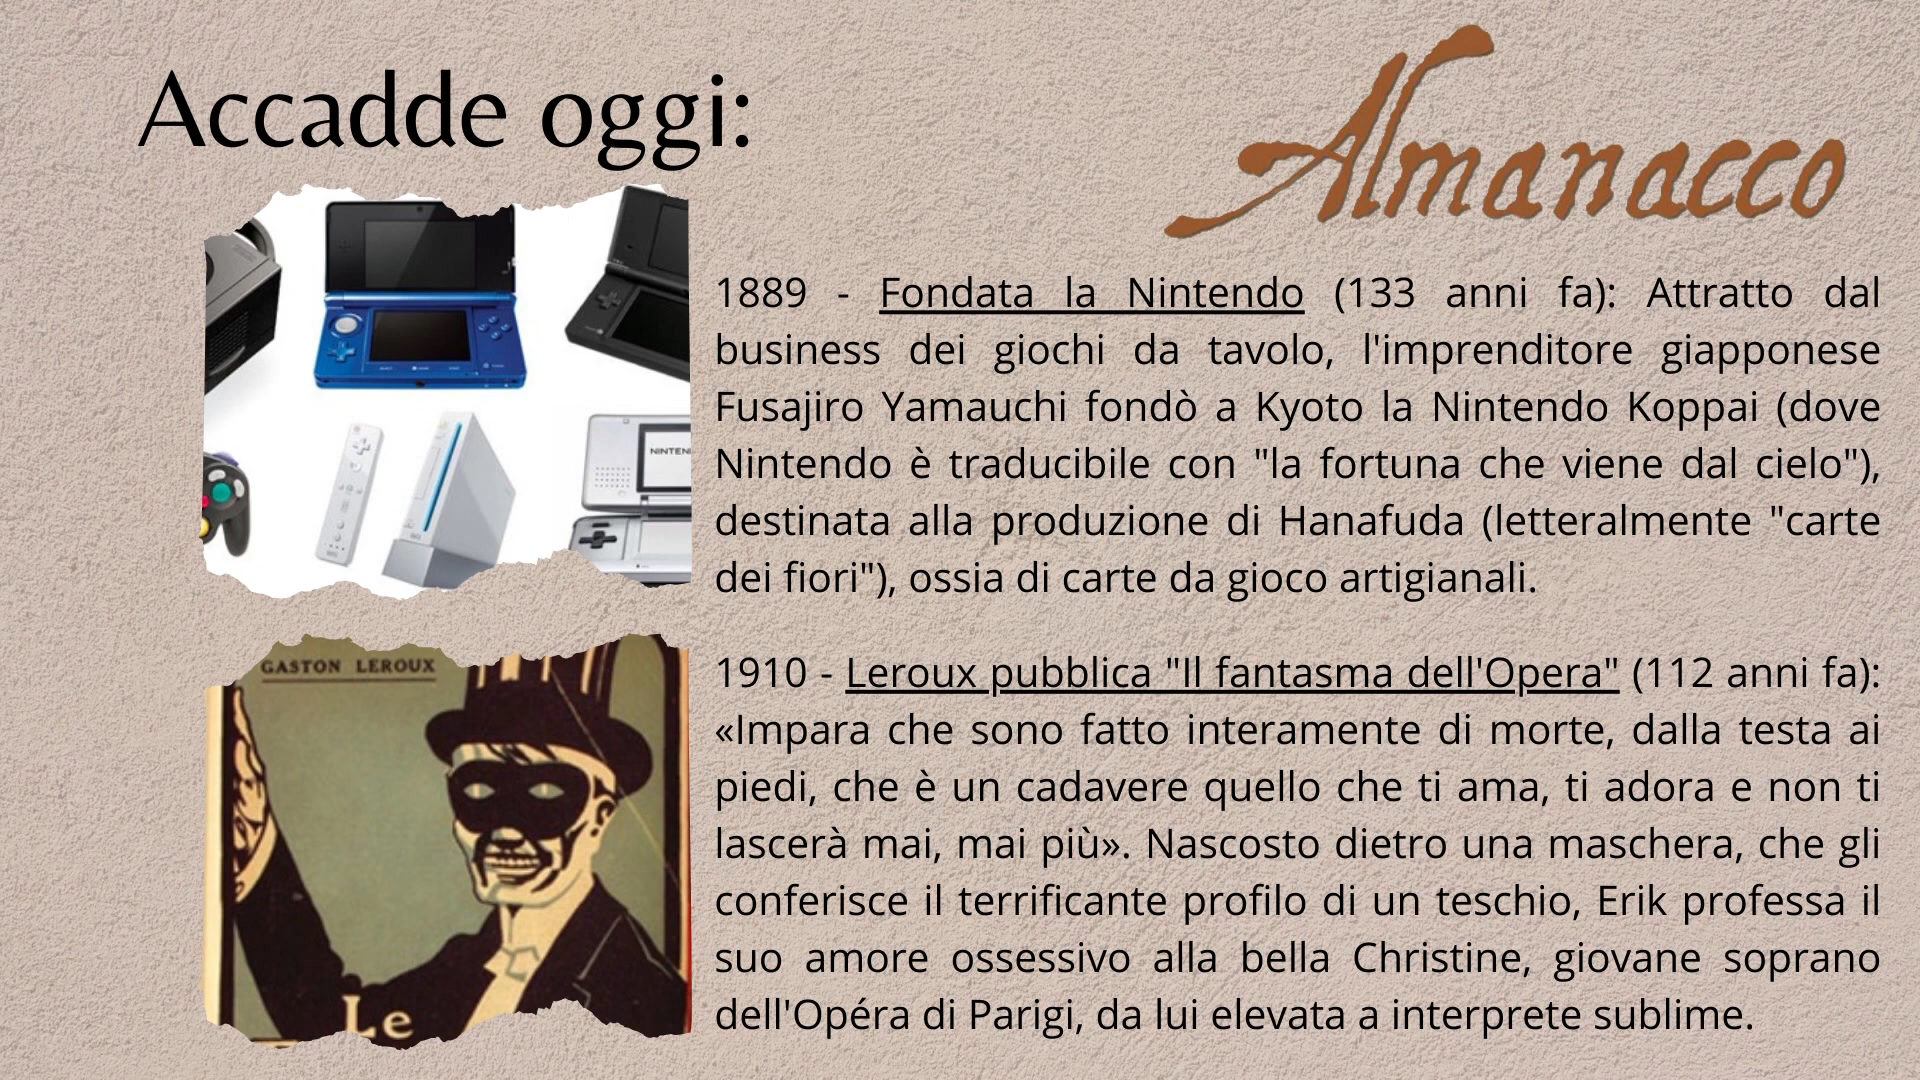 Accadde oggi:
Almanacco
1889 - Fondata la Nintendo (133 anni fa): Attratto dal
business dei giochi da tavolo, l'imprenditore giapponese
Fusajiro Yamauchi fondò a Kyoto la Nintendo Koppai (dove
Nintendo è traducibile con "la fortuna che viene dal cielo"),
destinata alla produzione di Hanafuda (letteralmente "carte
dei fiori"), ossia di carte da gioco artigianali.
NINTEN
GASTON LEROUX
Le
1910 - Leroux pubblica "Il fantasma dell'Opera" (112 anni fa):
«Impara che sono fatto interamente di morte, dalla testa ai
piedi, che è un cadavere quello che ti ama, ti adora e non ti
lascerà mai, mai più». Nascosto dietro una maschera, che gli
conferisce il terrificante profilo di un teschio, Erik professa il
suo amore ossessivo alla bella Christine, giovane soprano
dell'Opéra di Parigi, da lui elevata a interprete sublime.